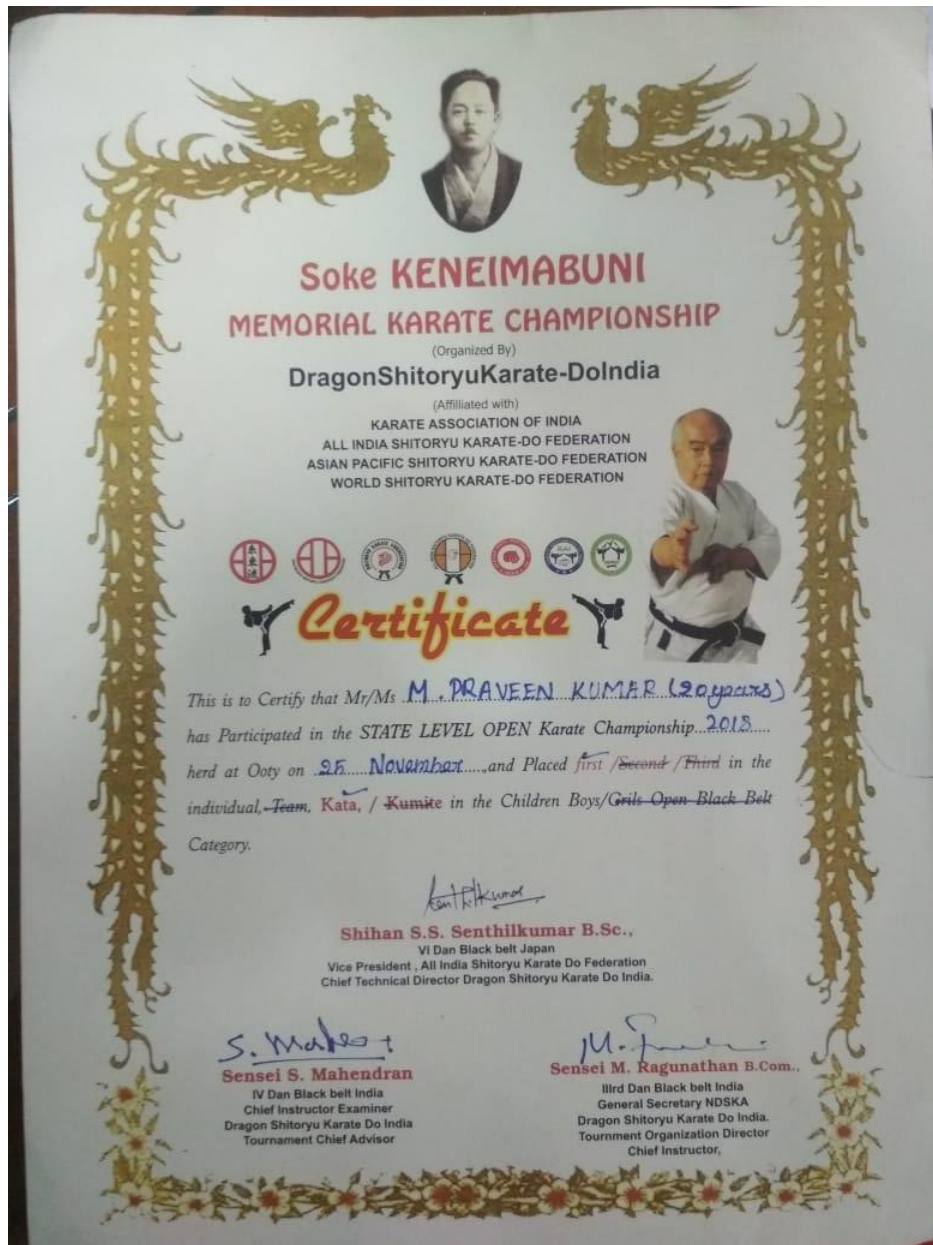 Soke KENEIMABUNI
MEMORIAL KARATE CHAMPIONSHIP
(Organized By)
DragonShitoryuKarate-DoIndia
(Affilliated with)
KARATE ASSOCIATION OF INDIA
ALL INDIA SHITORYU KARATE-DO FEDERATION
ASIAN PACIFIC SHITORYU KARATE-DO FEDERATION
WORLD SHITORYU KARATE-DO FEDERATION
Certificate
This is to Certify that Mr/Ms M. PRAVEEN KUMAR (20years)
has Participated in the STATE LEVEL OPEN Karate Championship...2018.....
herd at Ooty on 25 November.....,and Placed first /Second /Third in the
individual, Team, Kata, / Kumite in the Children Boys/Grils Open Black Belt
Category.
Senthilkumar
Shihan S.S. Senthilkumar B.Sc.,
VI Dan Black belt Japan
Vice President , All India Shitoryu Karate Do Federation
Chief Technical Director Dragon Shitoryu Karate Do India.
Sensei S. Mahendran
IV Dan Black belt India
Chief Instructor Examiner
Dragon Shitoryu Karate Do India
Tournament Chief Advisor
Sensei M. Ragunathan B.Com.,
IIIrd Dan Black belt India
General Secretary NDSKA
Dragon Shitoryu Karate Do India.
Tournment Organization Director
Chief Instructor,